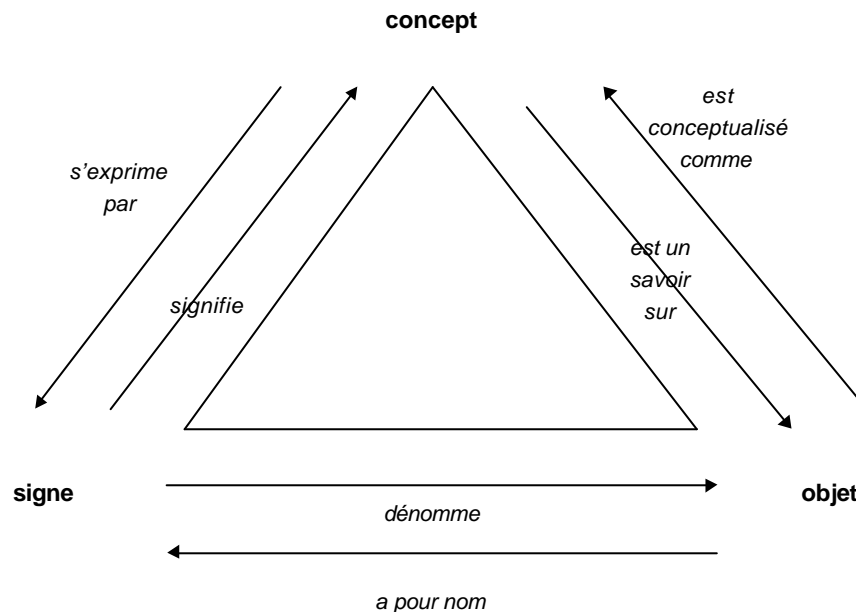 concept
est
conceptualisé
comme
s’exprime
par
est un
savoir
sur
signifie
signe
objet
dénomme
a pour nom